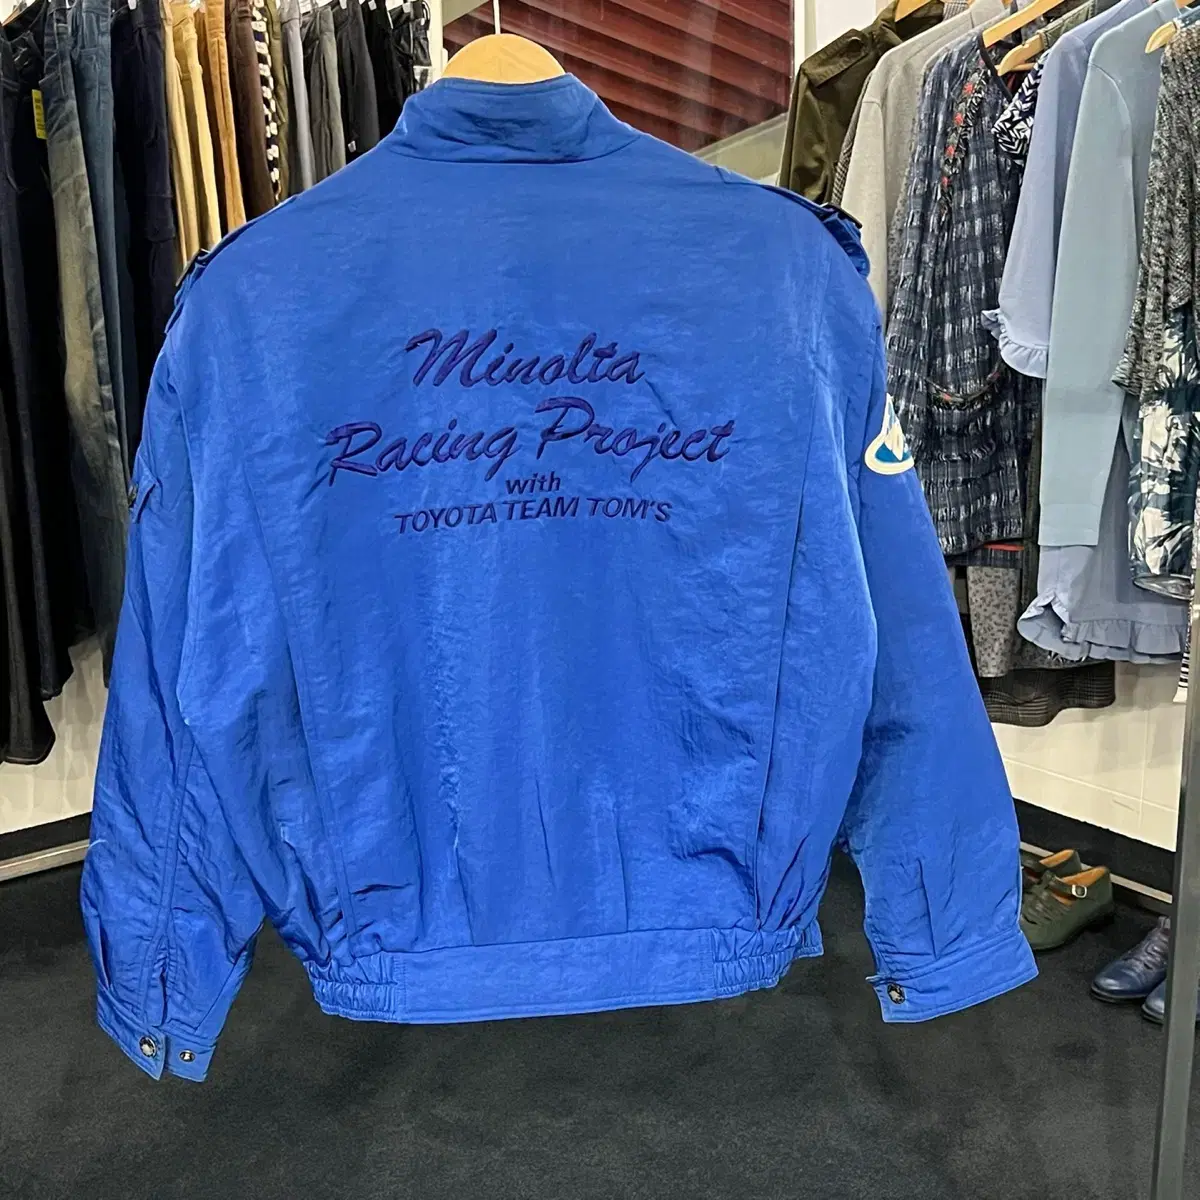 Minolta
Racing Project
with
TOYOTA TEAM TOM'S